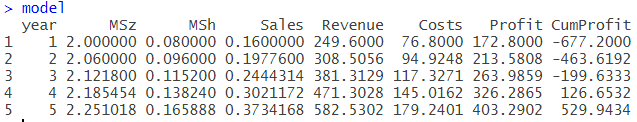 > model
year MSz MSh Sales Revenue Costs Profit CumProfit
1 1 2.000000 0.080000 0.1600000 249.6000 76.8000 172.8000 -677.2000
2 2 2.060000 0.096000 0.1977600 308.5056 94.9248 213.5808 -463.6192
3 3 2.121800 0.115200 0.2444314 381.3129 117.3271 263.9859 -199.6333
4 4 2.185454 0.138240 0.3021172 471.3028 145.0162 326.2865 126.6532
5 5 2.251018 0.165888 0.3734168 582.5302 179.2401 403.2902 529.9434